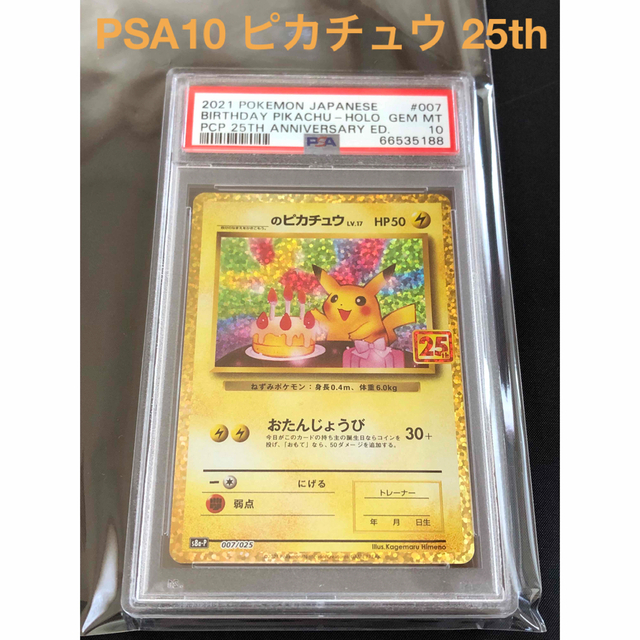 PSA10 ピカチュウ 25th
2021 POKEMON JAPANESE #007
BIRTHDAY PIKACHU-HOLO GEM MT
PCP 25TH ANNIVERSARY ED. 10
PSA 66535188
のピカチュウ LV.17 HP50
25th
ねずみポケモン：身長0.4m、体重6.0kg
おたんじょうび 30+
今日がこのカードの持ち主の誕生日ならコインを
投げ、「おもて」なら、50ダメージを追加する。
にげる
弱点
トレーナー
年 月 日生
s8a-P 007/025
Illus.Kagemaru Himeno